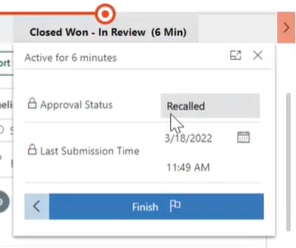 Closed Won - In Review (6 Min)
Active for 6 minutes
Approval Status
Recalled
Last Submission Time
3/18/2022
11:49 AM
Finish